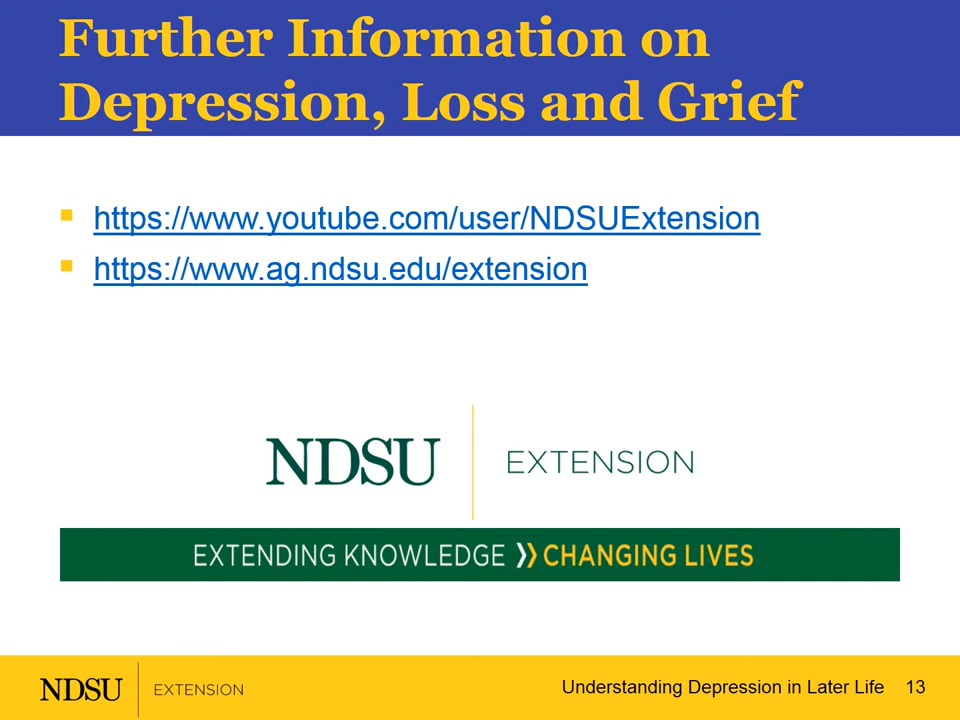 Further Information on
Depression, Loss and Grief
https://www.youtube.com/user/NDSUExtension
https://www.ag.ndsu.edu/extension
NDSU EXTENSION
EXTENDING KNOWLEDGE CHANGING LIVES
NDSU EXTENSION Understanding Depression in Later Life 13